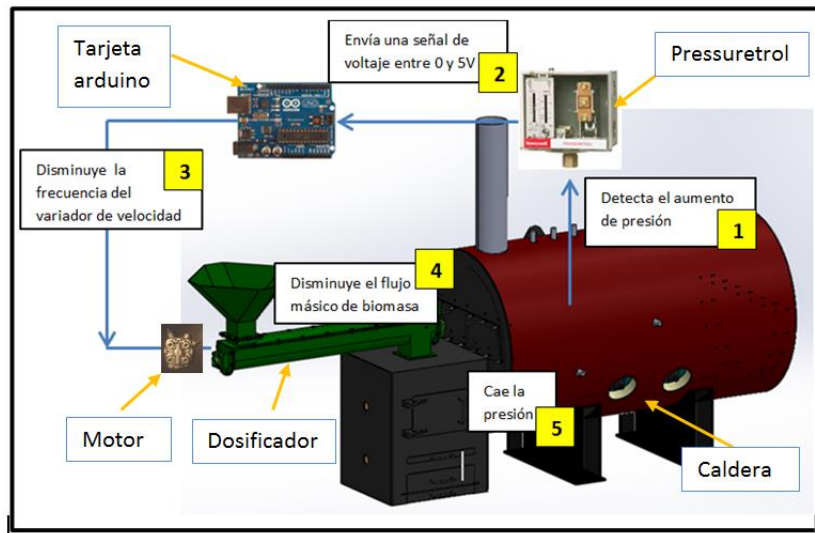 Tarjeta
arduino
Envía una señal de
voltaje entre 0 y 5V
2
Pressuretrol
Disminuye la
frecuencia del
variador de velocidad
3
Detecta el aumento
de presión
1
Disminuye el flujo
másico de biomasa
4
Cae la
presión
5
Motor
Dosificador
Caldera